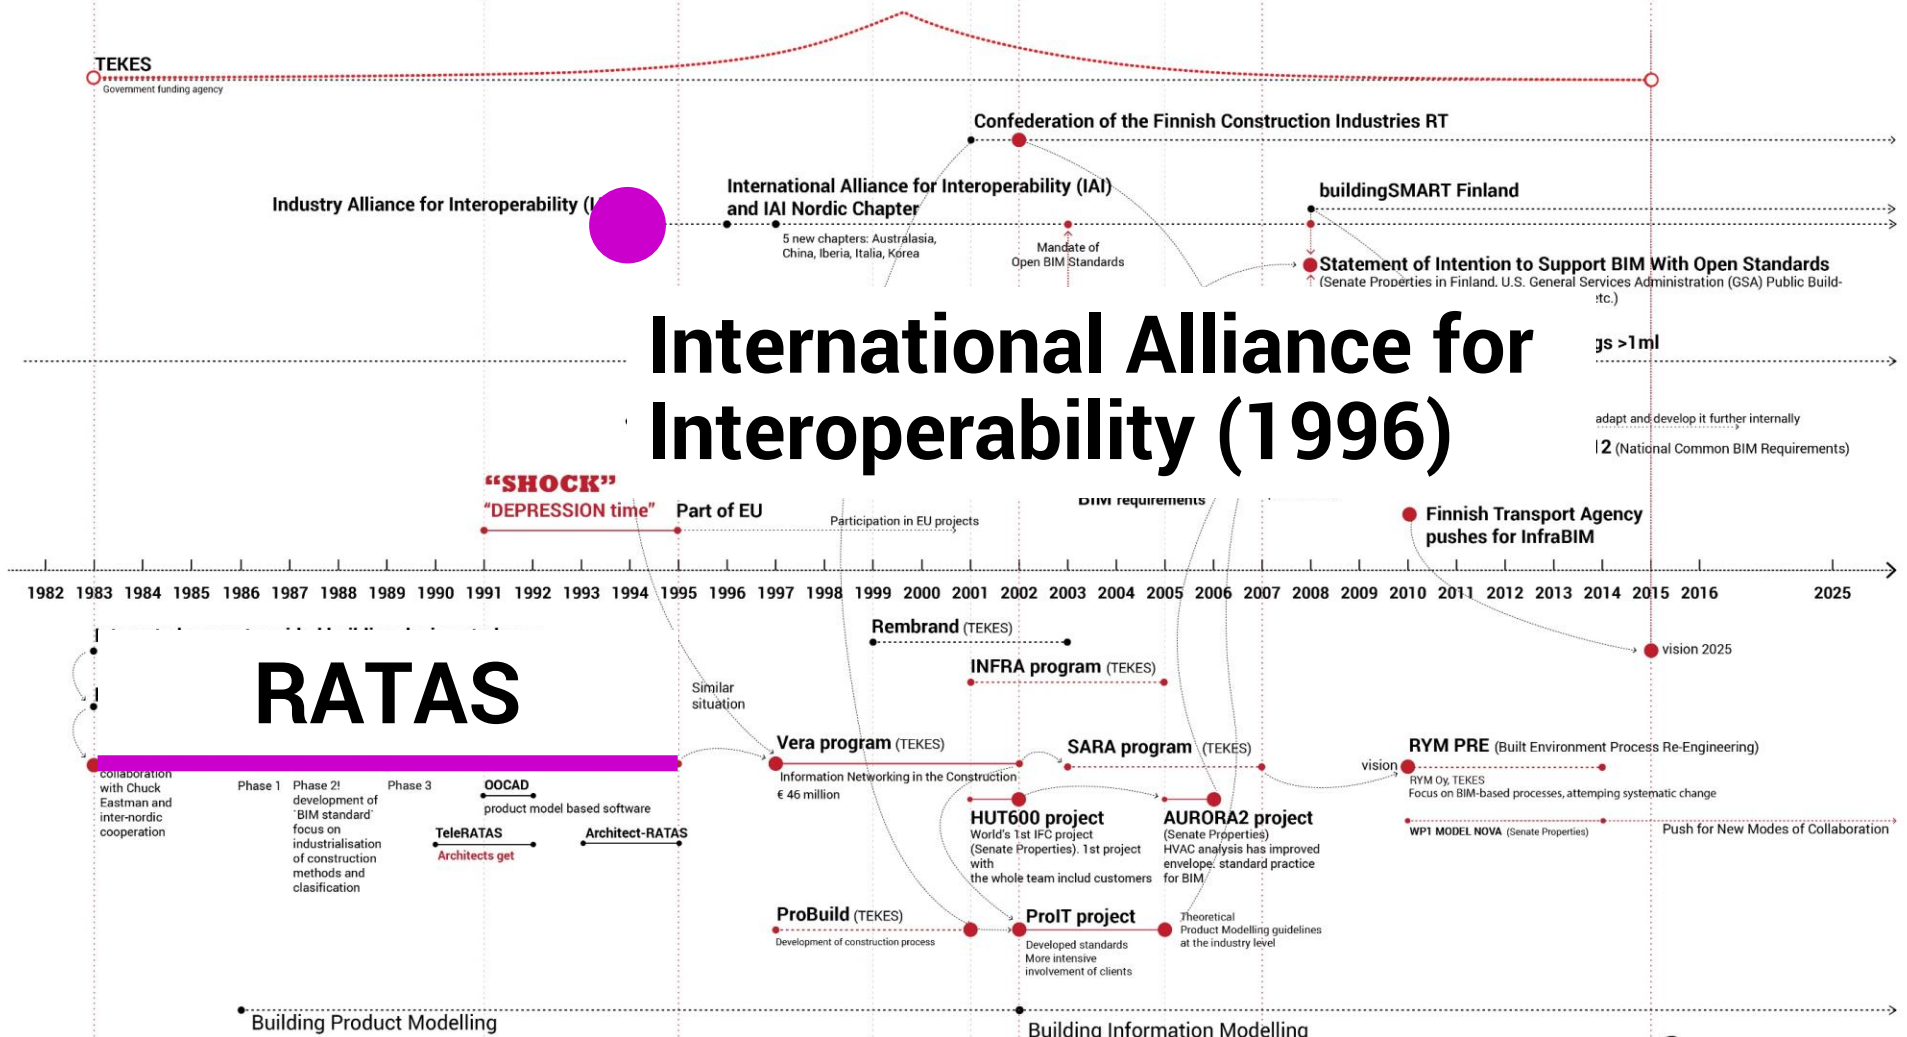 TEKES
Government funding agency
Confederation of the Finnish Construction Industries RT
Industry Alliance for Interoperability
International Alliance for Interoperability (IAI)
and IAI Nordic Chapter
5 new chapters: Australasia,
China, Iberia, Italia, Korea
Mandate of
Open BIM Standards
buildingSMART Finland
Statement of Intention to Support BIM With Open Standards
(Senate Properties in Finland, U.S. General Services Administration (GSA) Public Build-
etc.)
International Alliance for
Interoperability (1996)
>1ml
adapt and develop it further internally
(National Common BIM Requirements)
"SHOCK"
"DEPRESSION time"
Part of EU
Participation in EU projects
BIM requirements
Finnish Transport Agency
pushes for InfraBIM
1982 1983 1984 1985 1986 1987 1988 1989 1990 1991 1992 1993 1994 1995 1996 1997 1998 1999 2000 2001 2002 2003 2004 2005 2006 2007 2008 2009 2010 2011 2012 2013 2014 2015 2016 2025
RATAS
Rembrand (TEKES)
INFRA program (TEKES)
vision 2025
Similar
situation
Vera program (TEKES)
Information Networking in the Construction
€ 46 million
SARA program (TEKES)
vision
RYM PRE (Built Environment Process Re-Engineering)
RYM Oy, TEKES
Focus on BIM-based processes, attemping systematic change
WP1 MODEL NOVA (Senate Properties)
Push for New Modes of Collaboration
collaboration
with Chuck
Eastman and
inter-nordic
cooperation
Phase 1
Phase 2!
development of
`BIM standard`
focus on
industrialisation
of construction
methods and
clasification
Phase 3
OOCAD
product model based software
TeleRATAS
Architects get
Architect-RATAS
HUT600 project
World's 1st IFC project
(Senate Properties). 1st project
with
the whole team includ customers
AURORA2 project
(Senate Properties)
HVAC analysis has improved
envelope. standard practice
for BIM
ProBuild (TEKES)
Development of construction process
ProIT project
Developed standards
More intensive
involvement of clients
Theoretical
Product Modelling guidelines
at the industry level
Building Product Modelling
Building Information Modelling